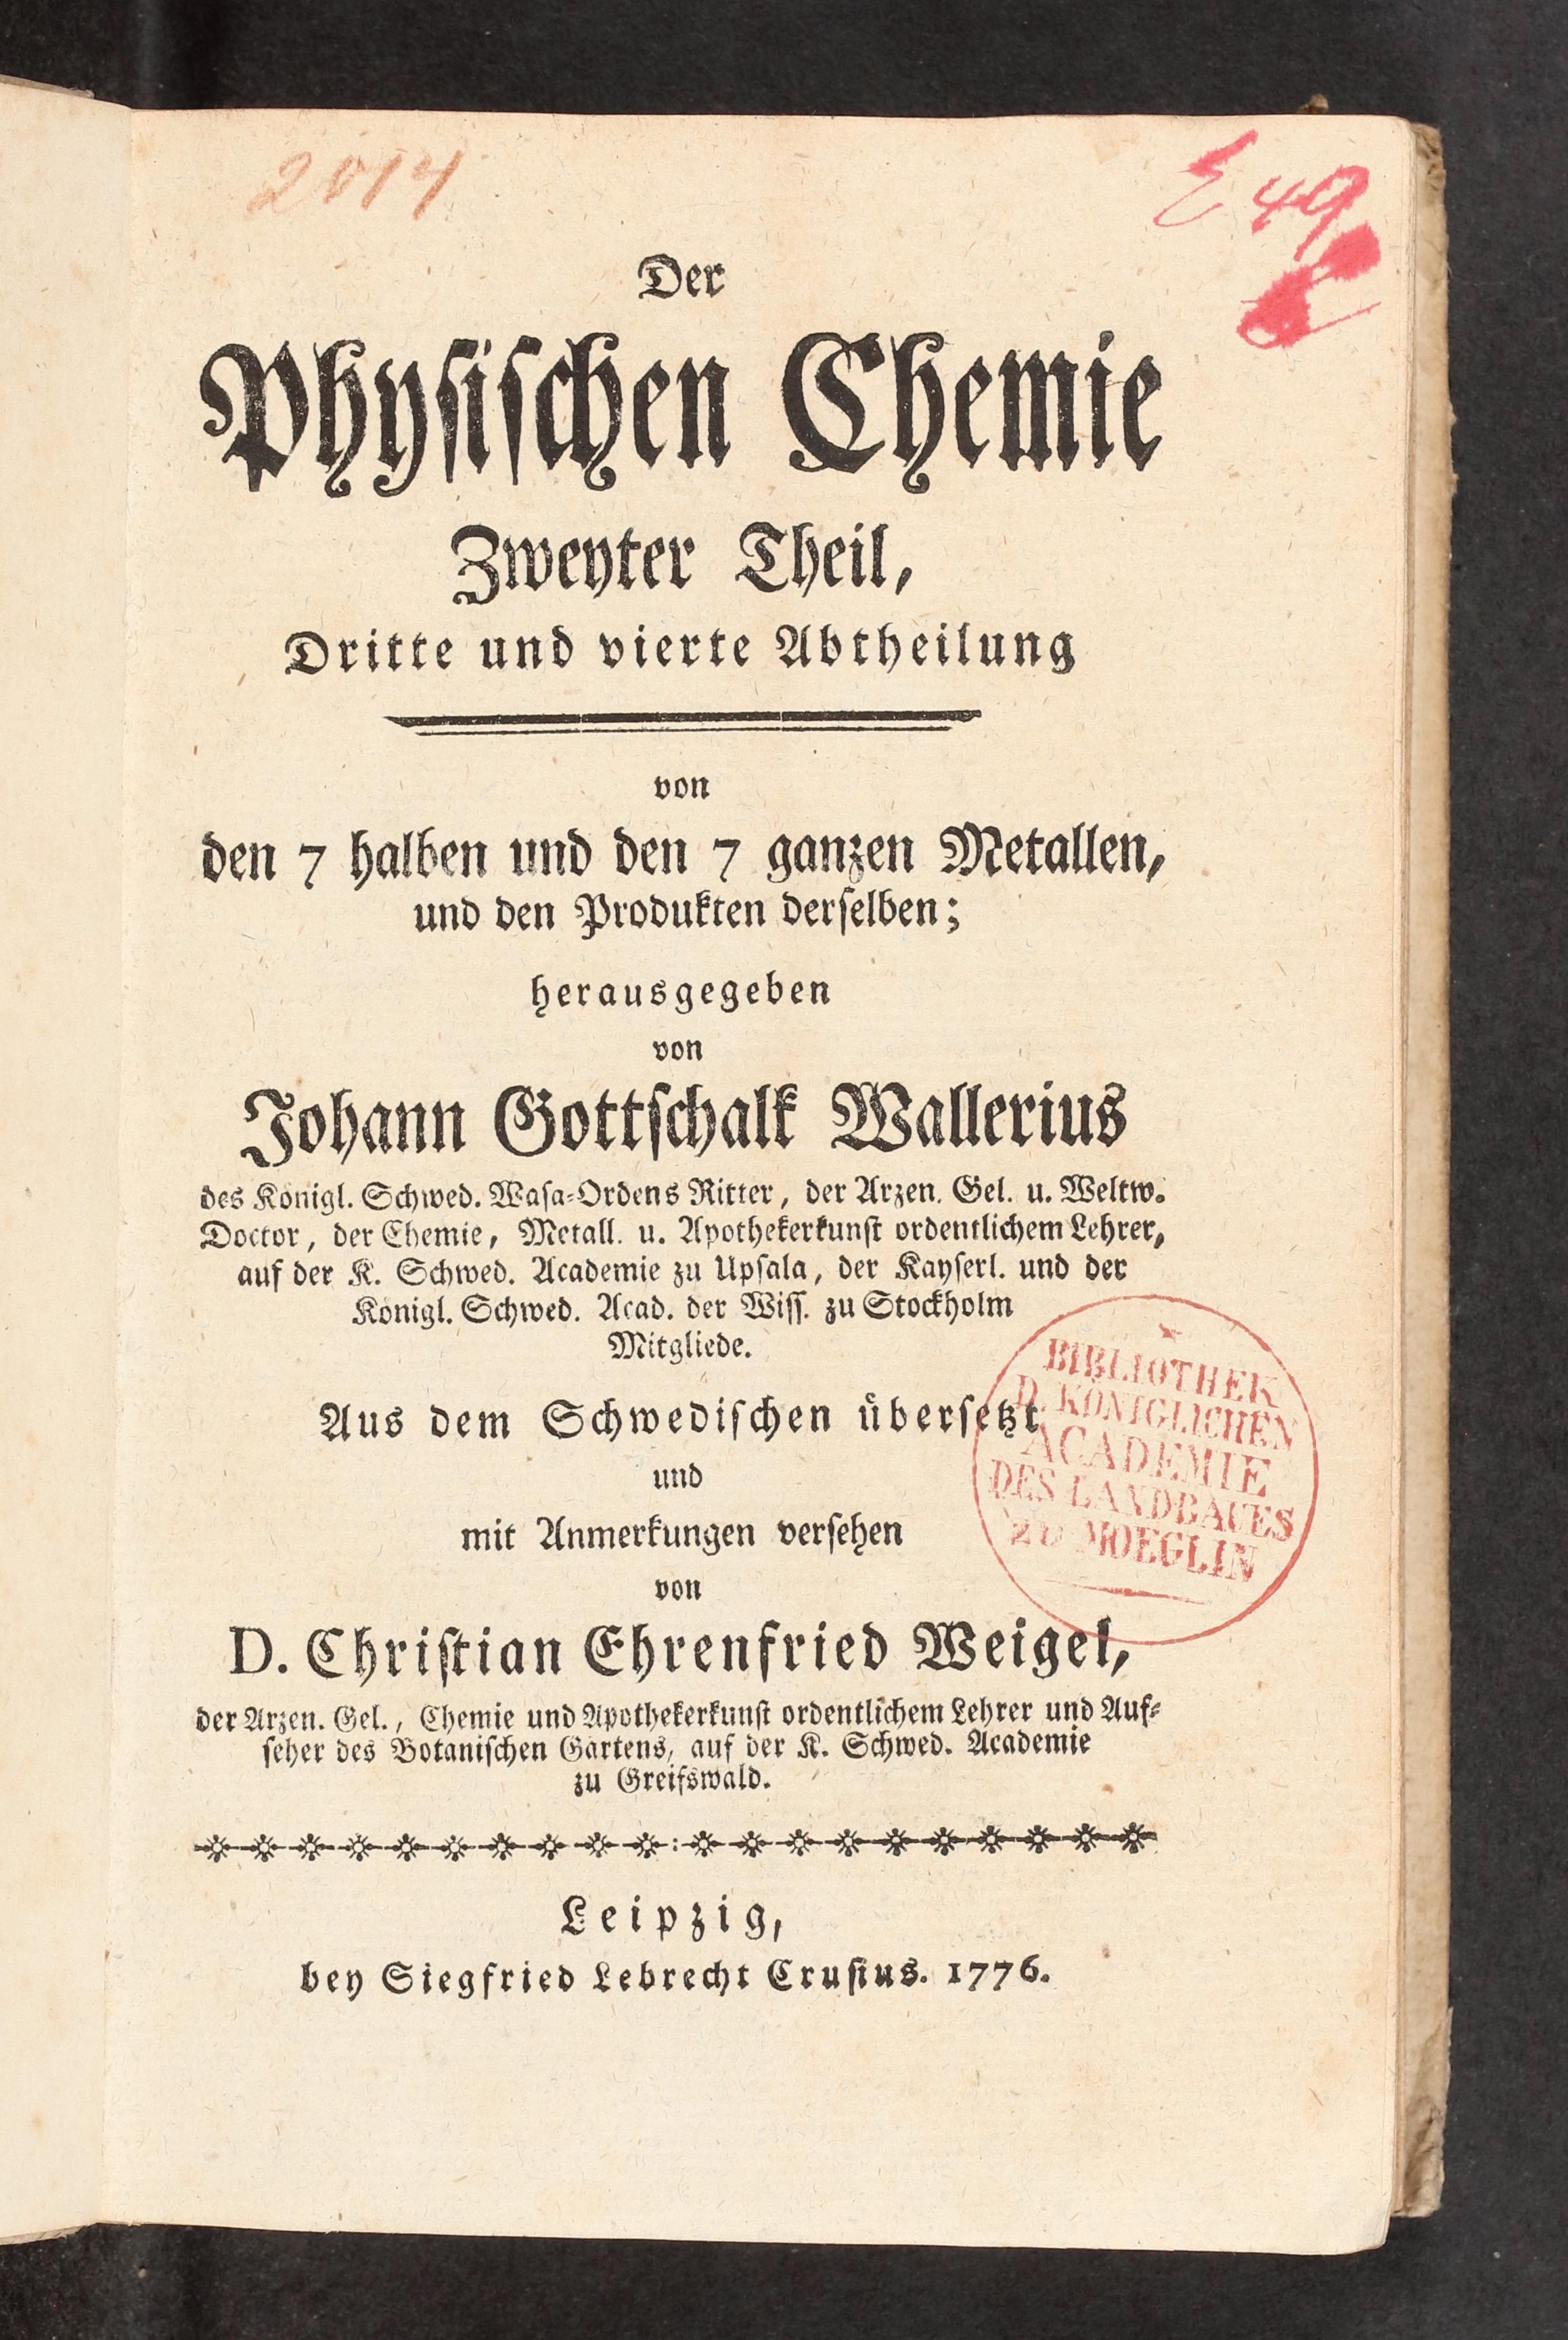 2014
E 49
Der
Physischen Chemie
Zweyter Theil,
Dritte und vierte Abtheilung
von
den 7 halben und den 7 ganzen Metallen,
und den Produkten derselben;
herausgegeben
von
Johann Gottschalk Wallerius
des Königl. Schwed. Wasa-Ordens Ritter, der Arzen. Gel. u. Weltw.
Doctor, der Chemie, Metall. u. Apothekerkunst ordentlichem Lehrer,
auf der K. Schwed. Academie zu Upsala, der Kayserl. und der
Königl. Schwed. Acad. der Wiss. zu Stockholm
Mitgliede.
Aus dem Schwedischen übersetzt
und
mit Anmerkungen versehen
von
D. Christian Ehrenfried Weigel,
der Arzen. Gel., Chemie und Apothekerkunst ordentlichem Lehrer und Auf-
seher des Botanischen Gartens, auf der K. Schwed. Academie
zu Greifswald.
Leipzig,
bey Siegfried Lebrecht Crusius. 1776.
BIBLIOTHEK
D. KÖNIGLICHEN
ACADEMIE
DES LANDBAUES
ZU MOEGLIN